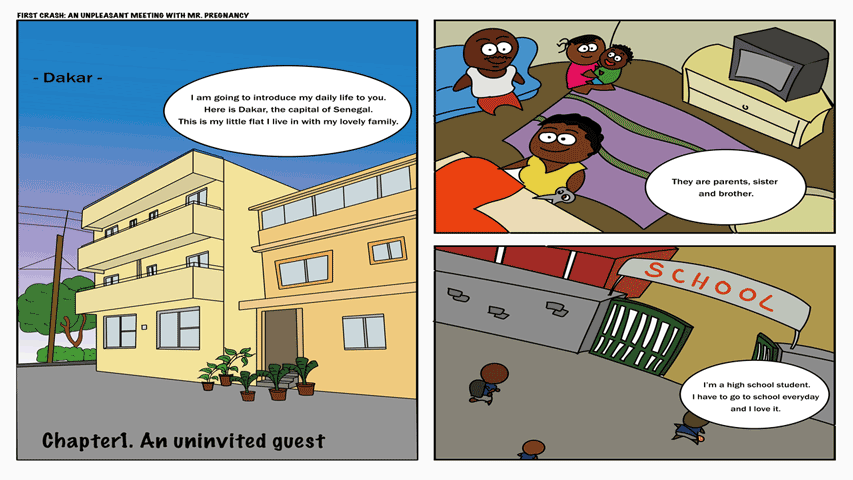 FIRST CRASH: AN UNPLEASANT MEETING WITH MR. PREGNANCY
- Dakar -
I am going to introduce my daily life to you.
Here is Dakar, the capital of Senegal.
This is my little flat I live in with my lovely family.
Chapter1. An uninvited guest
They are parents, sister
and brother.
SCHOOL
I'm a high school student.
I have to go to school everyday
and I love it.